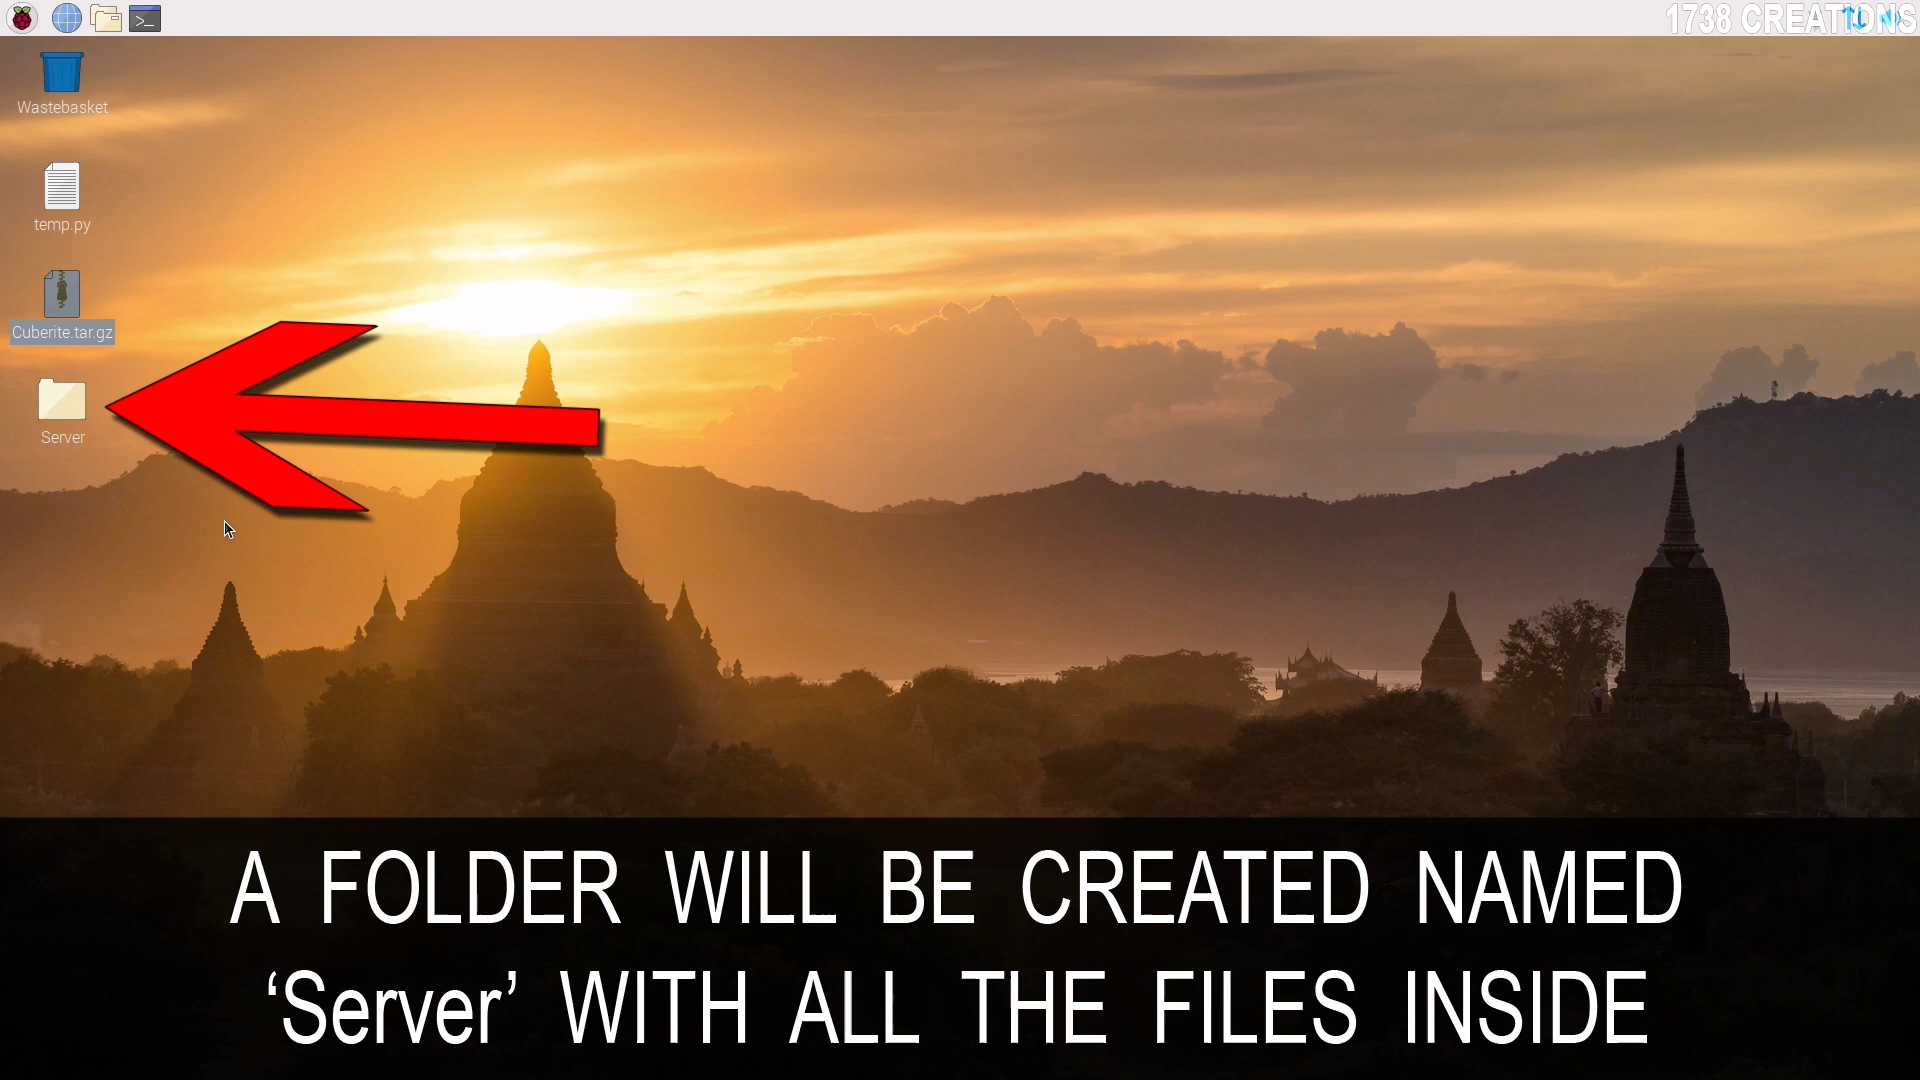 1738 CREATIONS
Wastebasket
temp.py
Cuberite.tar.gz
Server
A FOLDER WILL BE CREATED NAMED
‘Server’ WITH ALL THE FILES INSIDE